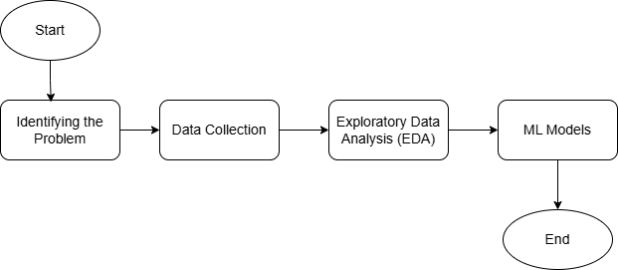 Start
Identifying the
Problem
Data Collection
Exploratory Data
Analysis (EDA)
ML Models
End